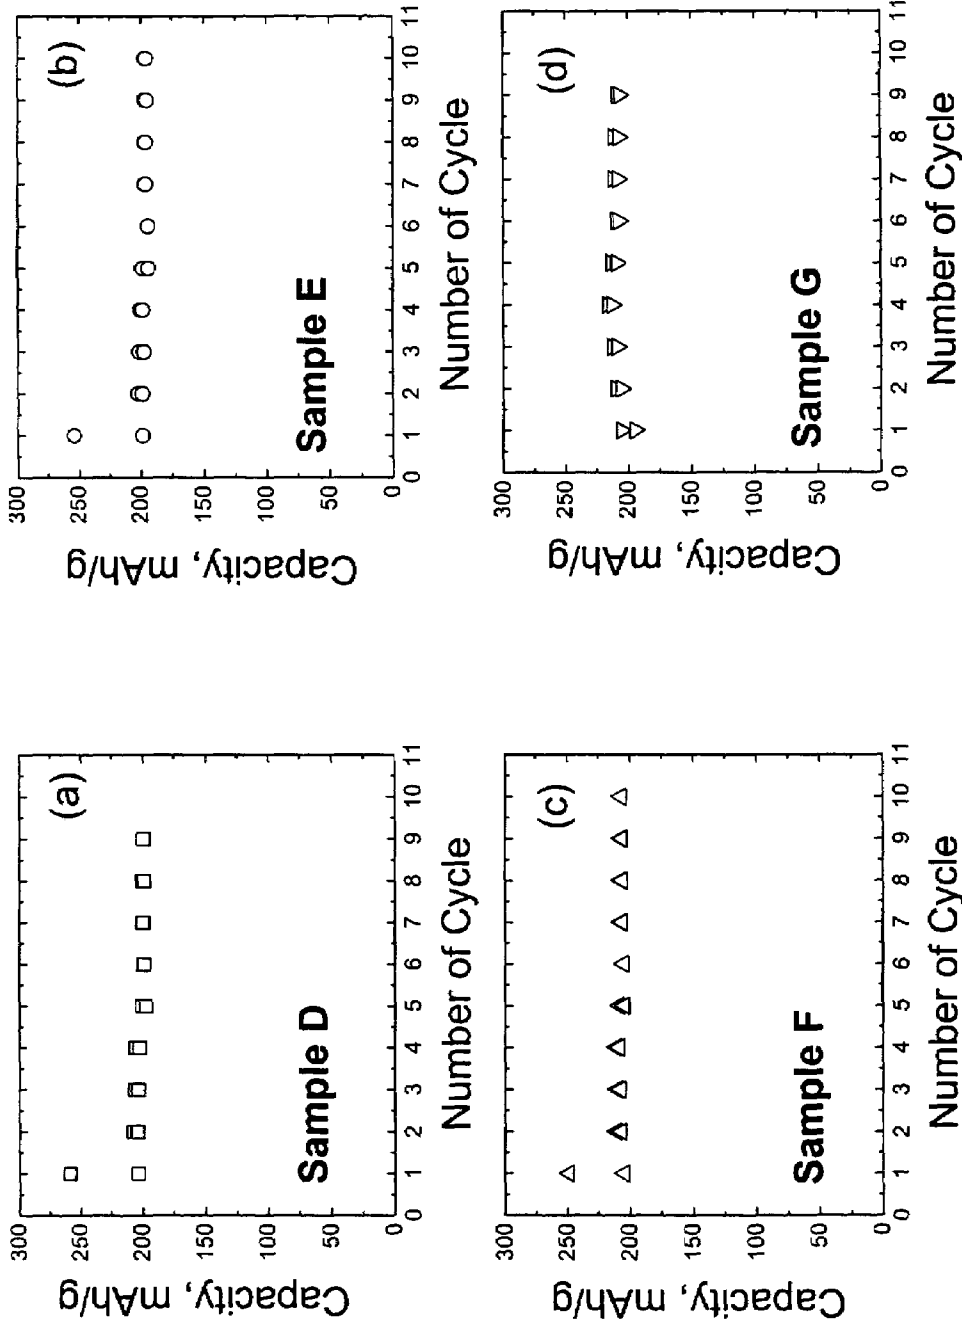 (a)
300
250
200
150
100
50
0
Capacity, mAh/g
Sample D
0 1 2 3 4 5 6 7 8 9 10 11
Number of Cycle
(b)
300
250
200
150
100
50
0
Capacity, mAh/g
Sample E
0 1 2 3 4 5 6 7 8 9 10 11
Number of Cycle
(c)
300
250
200
150
100
50
0
Capacity, mAh/g
Sample F
0 1 2 3 4 5 6 7 8 9 10 11
Number of Cycle
(d)
300
250
200
150
100
50
0
Capacity, mAh/g
Sample G
0 1 2 3 4 5 6 7 8 9 10 11
Number of Cycle